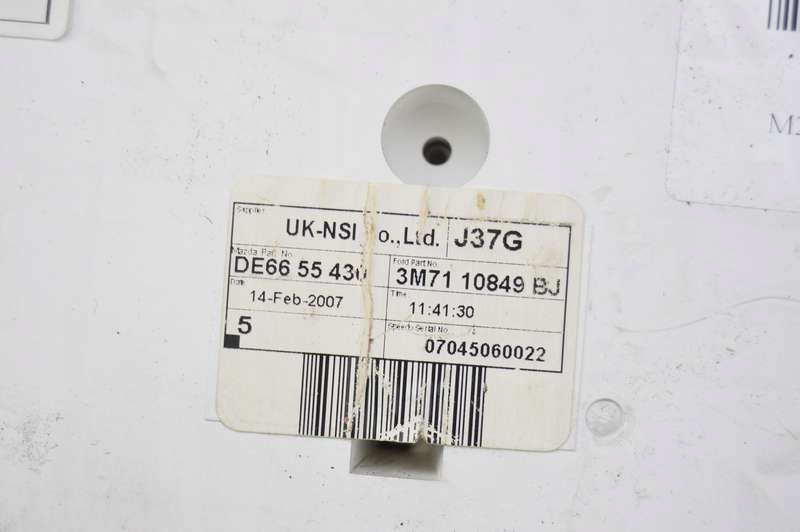 Supplier
UK-NSI o.,Ltd. J37G
Mazda Part No. Ford Part No.
DE66 55 430 3M71 10849 BJ
Date Time
14-Feb-2007 11:41:30
5 Speedo Serial No.
07045060022